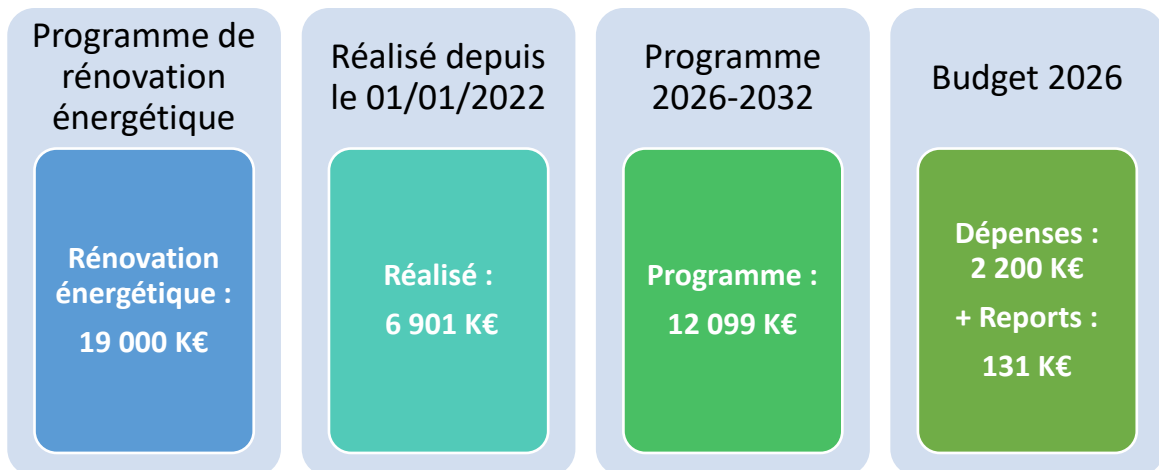 Programme de
rénovation
énergétique
Rénovation
énergétique :
19 000 K€
Réalisé depuis
le 01/01/2022
Réalisé :
6 901 K€
Programme
2026-2032
Programme :
12 099 K€
Budget 2026
Dépenses :
2 200 K€
+ Reports :
131 K€